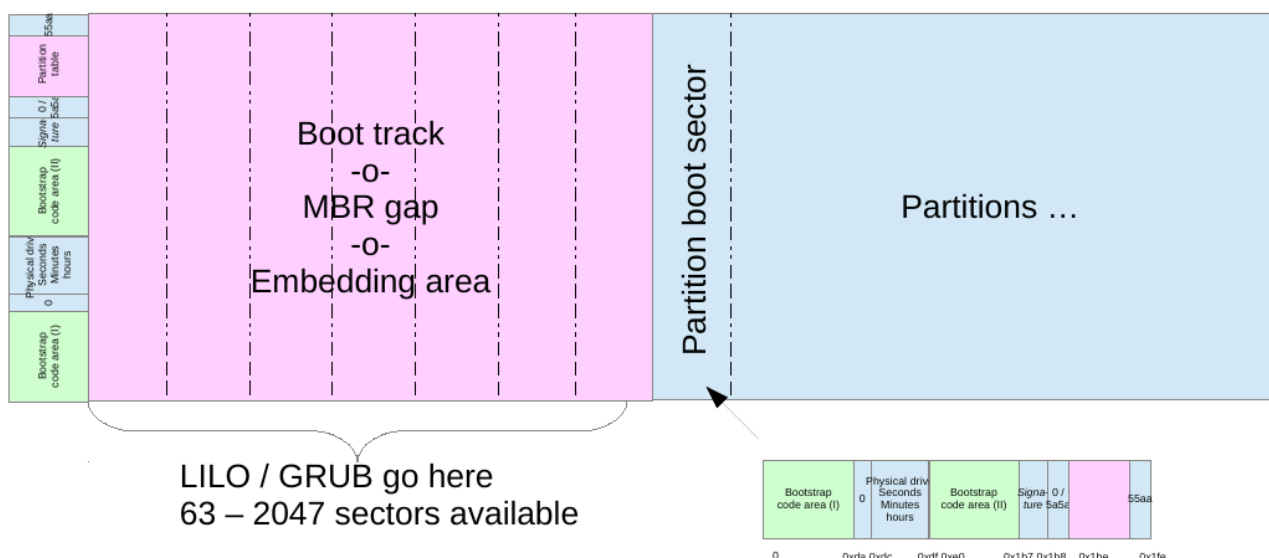 55aa
Partition
table
0 /
5a5a
Signa-
ture
Bootstrap
code area (II)
Physical driv
Seconds
Minutes
hours
0
Bootstrap
code area (I)
Boot track
-o-
MBR gap
-o-
Embedding area
Partition boot sector
Partitions …
LILO / GRUB go here
63 – 2047 sectors available
Bootstrap
code area (I)
0
Physical driv
Seconds
Minutes
hours
Bootstrap
code area (II)
Signa-
ture
0 /
5a5a
55aa
0 0xda 0xdc 0xdf 0xe0 0x1b7 0x1b8 0x1be 0x1fe